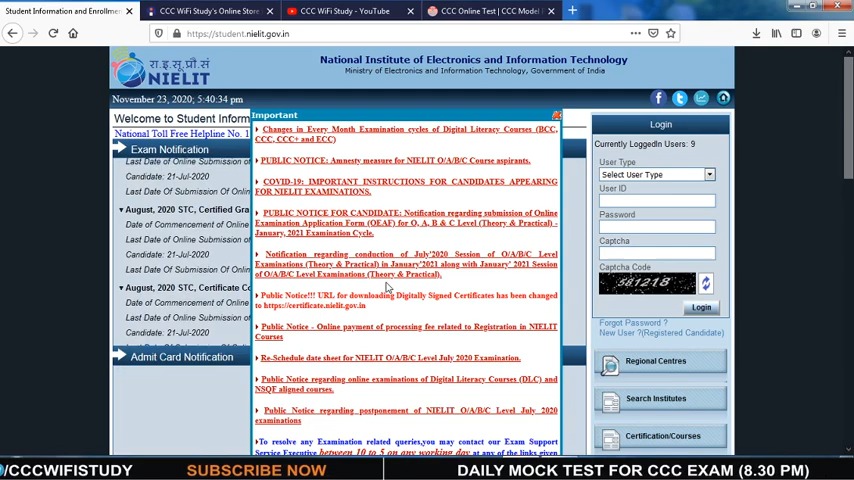 Student Information and Enrollmen
CCC WiFi Study's Online Store
CCC WiFi Study - YouTube
CCC Online Test | CCC Model
https://student.nielit.gov.in
रा.इ.सू.प्रौ.सं
NIELIT
National Institute of Electronics and Information Technology
Ministry of Electronics and Information Technology, Government of India
November 23, 2020; 5:40:34 pm
Welcome to Student Inform
National Toll Free Helpline No. 1
Exam Notification
Last Date of Online Submission o
Candidate: 21-Jul-2020
Last Date Of Submission Of Onlin
August, 2020 STC, Certified Gra
Date of Commencement of Online
Last Date of Online Submission o
Candidate: 21-Jul-2020
Last Date Of Submission Of Onlin
August, 2020 STC, Certificate Co
Date of Commencement of Online
Last Date of Online Submission o
Candidate: 21-Jul-2020
Admit Card Notification
Important
Changes in Every Month Examination cycles of Digital Literacy Courses (BCC,
CCC, CCC+ and ECC)
PUBLIC NOTICE: Amnesty measure for NIELIT O/A/B/C Course aspirants.
COVID-19: IMPORTANT INSTRUCTIONS FOR CANDIDATES APPEARING
FOR NIELIT EXAMINATIONS.
PUBLIC NOTICE FOR CANDIDATE: Notification regarding submission of Online
Examination Application Form (OEAF) for O, A, B & C Level (Theory & Practical) -
January, 2021 Examination Cycle.
Notification regarding conduction of July'2020 Session of O/A/B/C Level
Examinations (Theory & Practical) in January'2021 along with January' 2021 Session
of O/A/B/C Level Examinations (Theory & Practical).
Public Notice!!! URL for downloading Digitally Signed Certificates has been changed
to https://certificate.nielit.gov.in
Public Notice - Online payment of processing fee related to Registration in NIELIT
Courses
Re-Schedule date sheet for NIELIT O/A/B/C Level July 2020 Examination.
Public Notice regarding online examinations of Digital Literacy Courses (DLC) and
NSQF aligned courses.
Public Notice regarding postponement of NIELIT O/A/B/C Level July 2020
examinations
To resolve any Examination related queries,you may contact our Exam Support
Service Executive between 10 to 5 on any working day at any of the links given
Login
Currently LoggedIn Users: 9
User Type
Select User Type
User ID
Password
Captcha
Captcha Code
581218
Login
Forgot Password ?
New User ?(Registered Candidate)
Regional Centres
Search Institutes
Certification/Courses
/CCCWIFISTUDY
SUBSCRIBE NOW
DAILY MOCK TEST FOR CCC EXAM (8.30 PM)